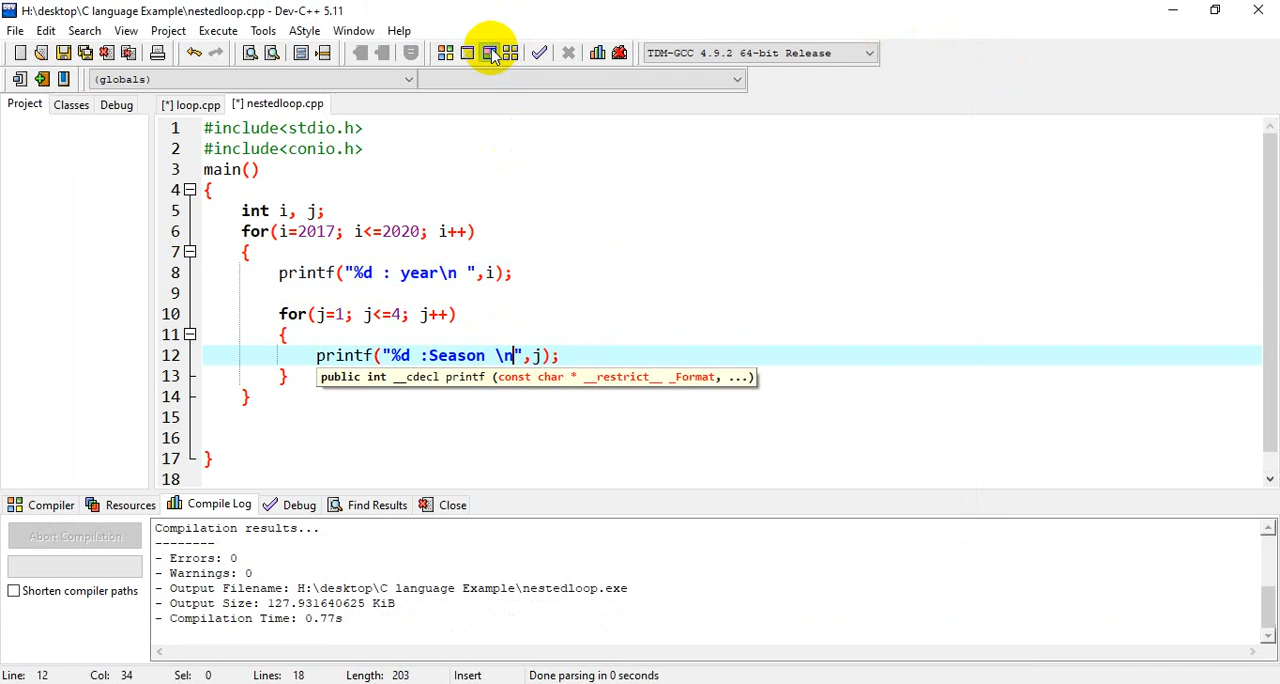 H:\desktop\C language Example\nestedloop.cpp - Dev-C++ 5.11
File Edit Search View Project Execute Tools AStyle Window Help
TDM-GCC 4.9.2 64-bit Release
(globals)
Project Classes Debug [*] loop.cpp [*] nestedloop.cpp
1 #include<stdio.h>
2 #include<conio.h>
3 main()
4 {
5 int i, j;
6 for(i=2017; i<=2020; i++)
7 {
8 printf("%d : year\n ",i);
9
10 for(j=1; j<=4; j++)
11 {
12 printf("%d :Season \n",j);
13 }
public int __cdecl printf (const char * __restrict__ _Format, ...)
14 }
15
16
17 }
18
Compiler Resources Compile Log Debug Find Results Close
Abort Compilation
Shorten compiler paths
Compilation results...
--------
- Errors: 0
- Warnings: 0
- Output Filename: H:\desktop\C language Example\nestedloop.exe
- Output Size: 127.931640625 KiB
- Compilation Time: 0.77s
Line: 12 Col: 34 Sel: 0 Lines: 18 Length: 203 Insert Done parsing in 0 seconds